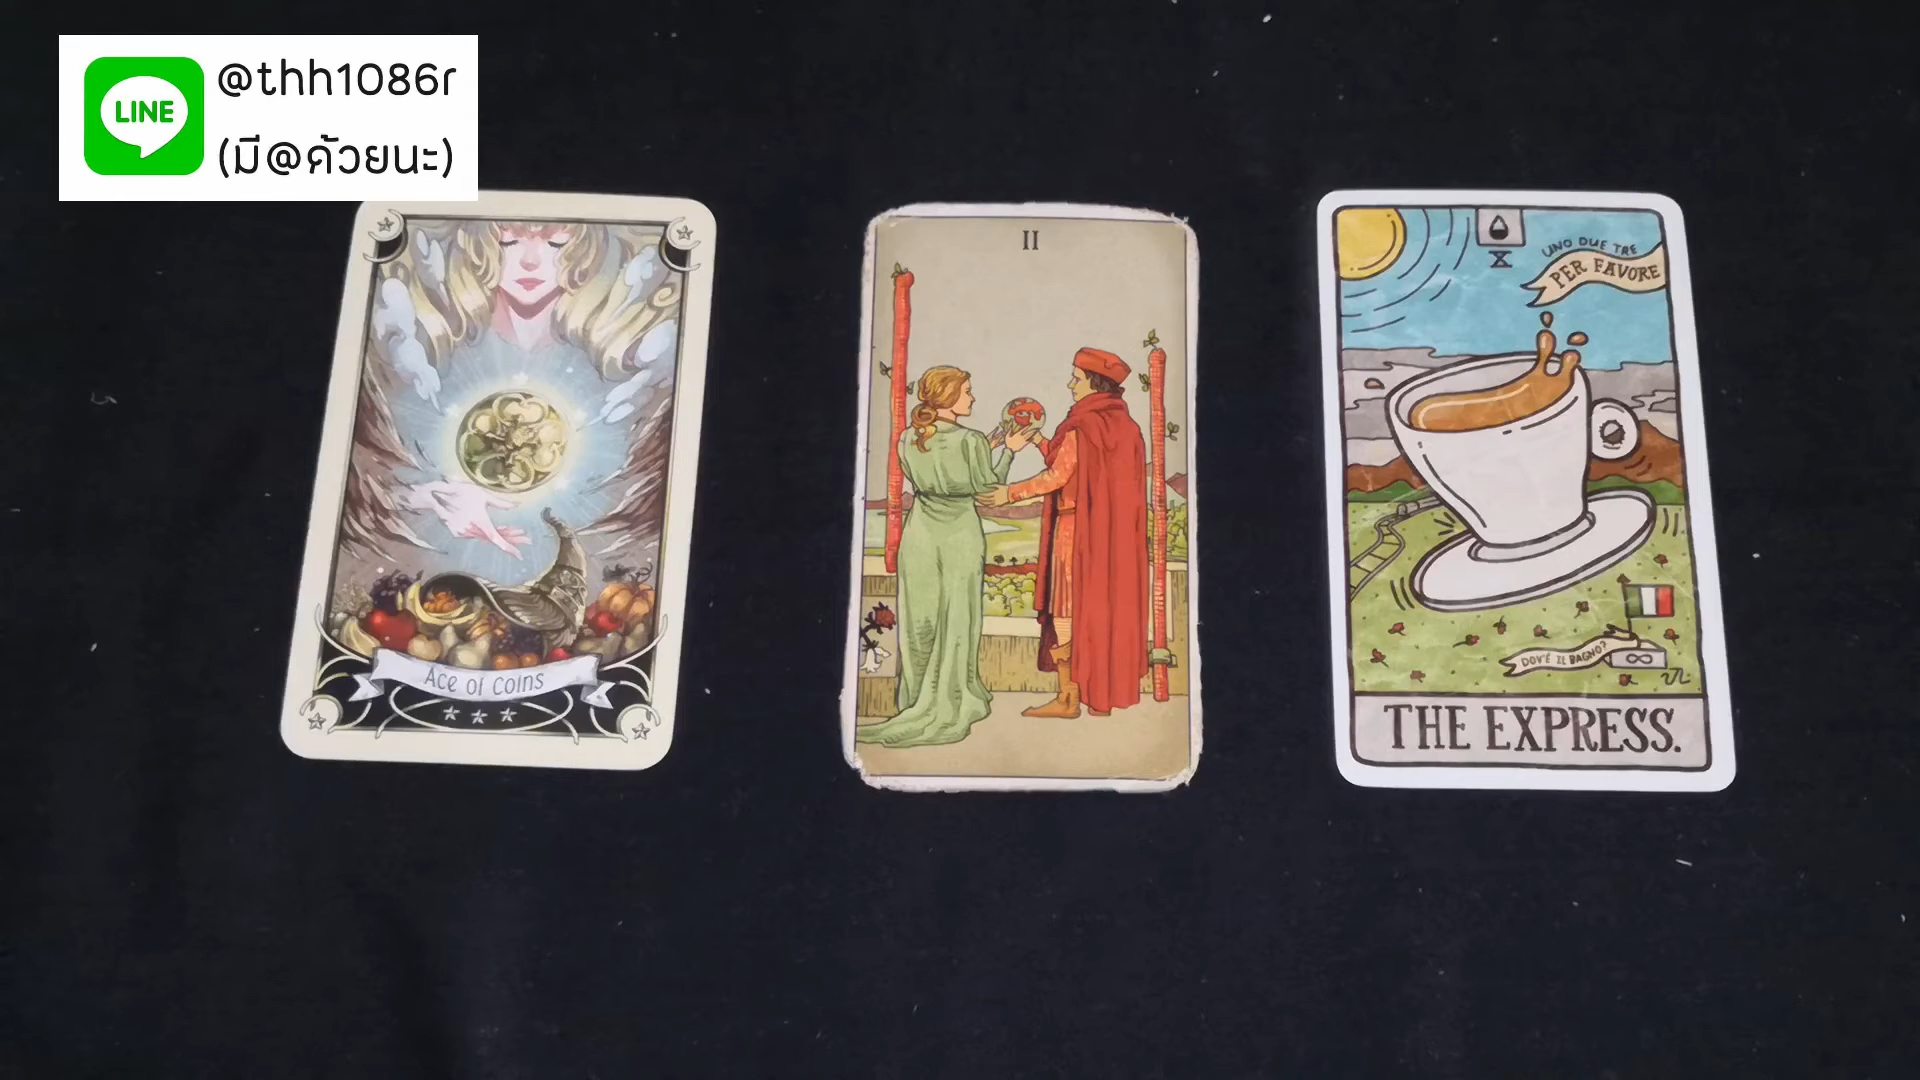 LINE
@thh1086r
(มี@ด้วยนะ)
Ace of coins
II
X
UNO DUE TRE
PER FAVORE
DOV'É IL BAGNO?
THE EXPRESS.